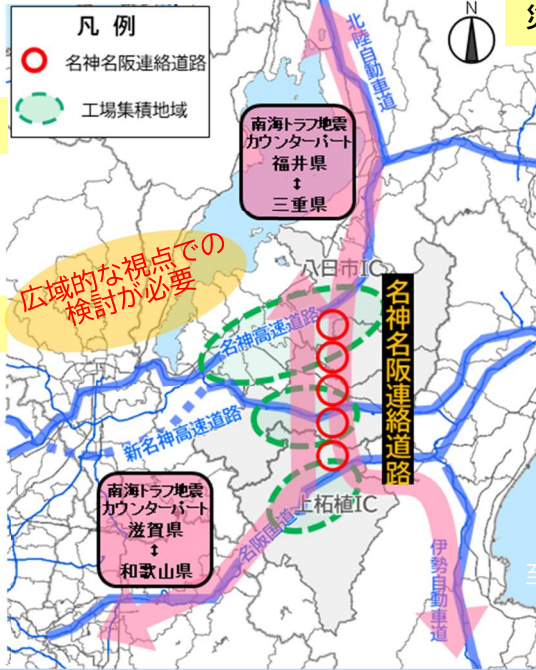 凡 例
名神名阪連絡道路
工場集積地域
N
災
北陸自動車道
南海トラフ地震
カウンターパート
福井県
↕
三重県
広域的な視点での
検討が必要
八日市IC
名神高速道路
名神名阪連絡道路
新名神高速道路
上柘植IC
名阪国道
南海トラフ地震
カウンターパート
滋賀県
↕
和歌山県
伊勢自動車道
至